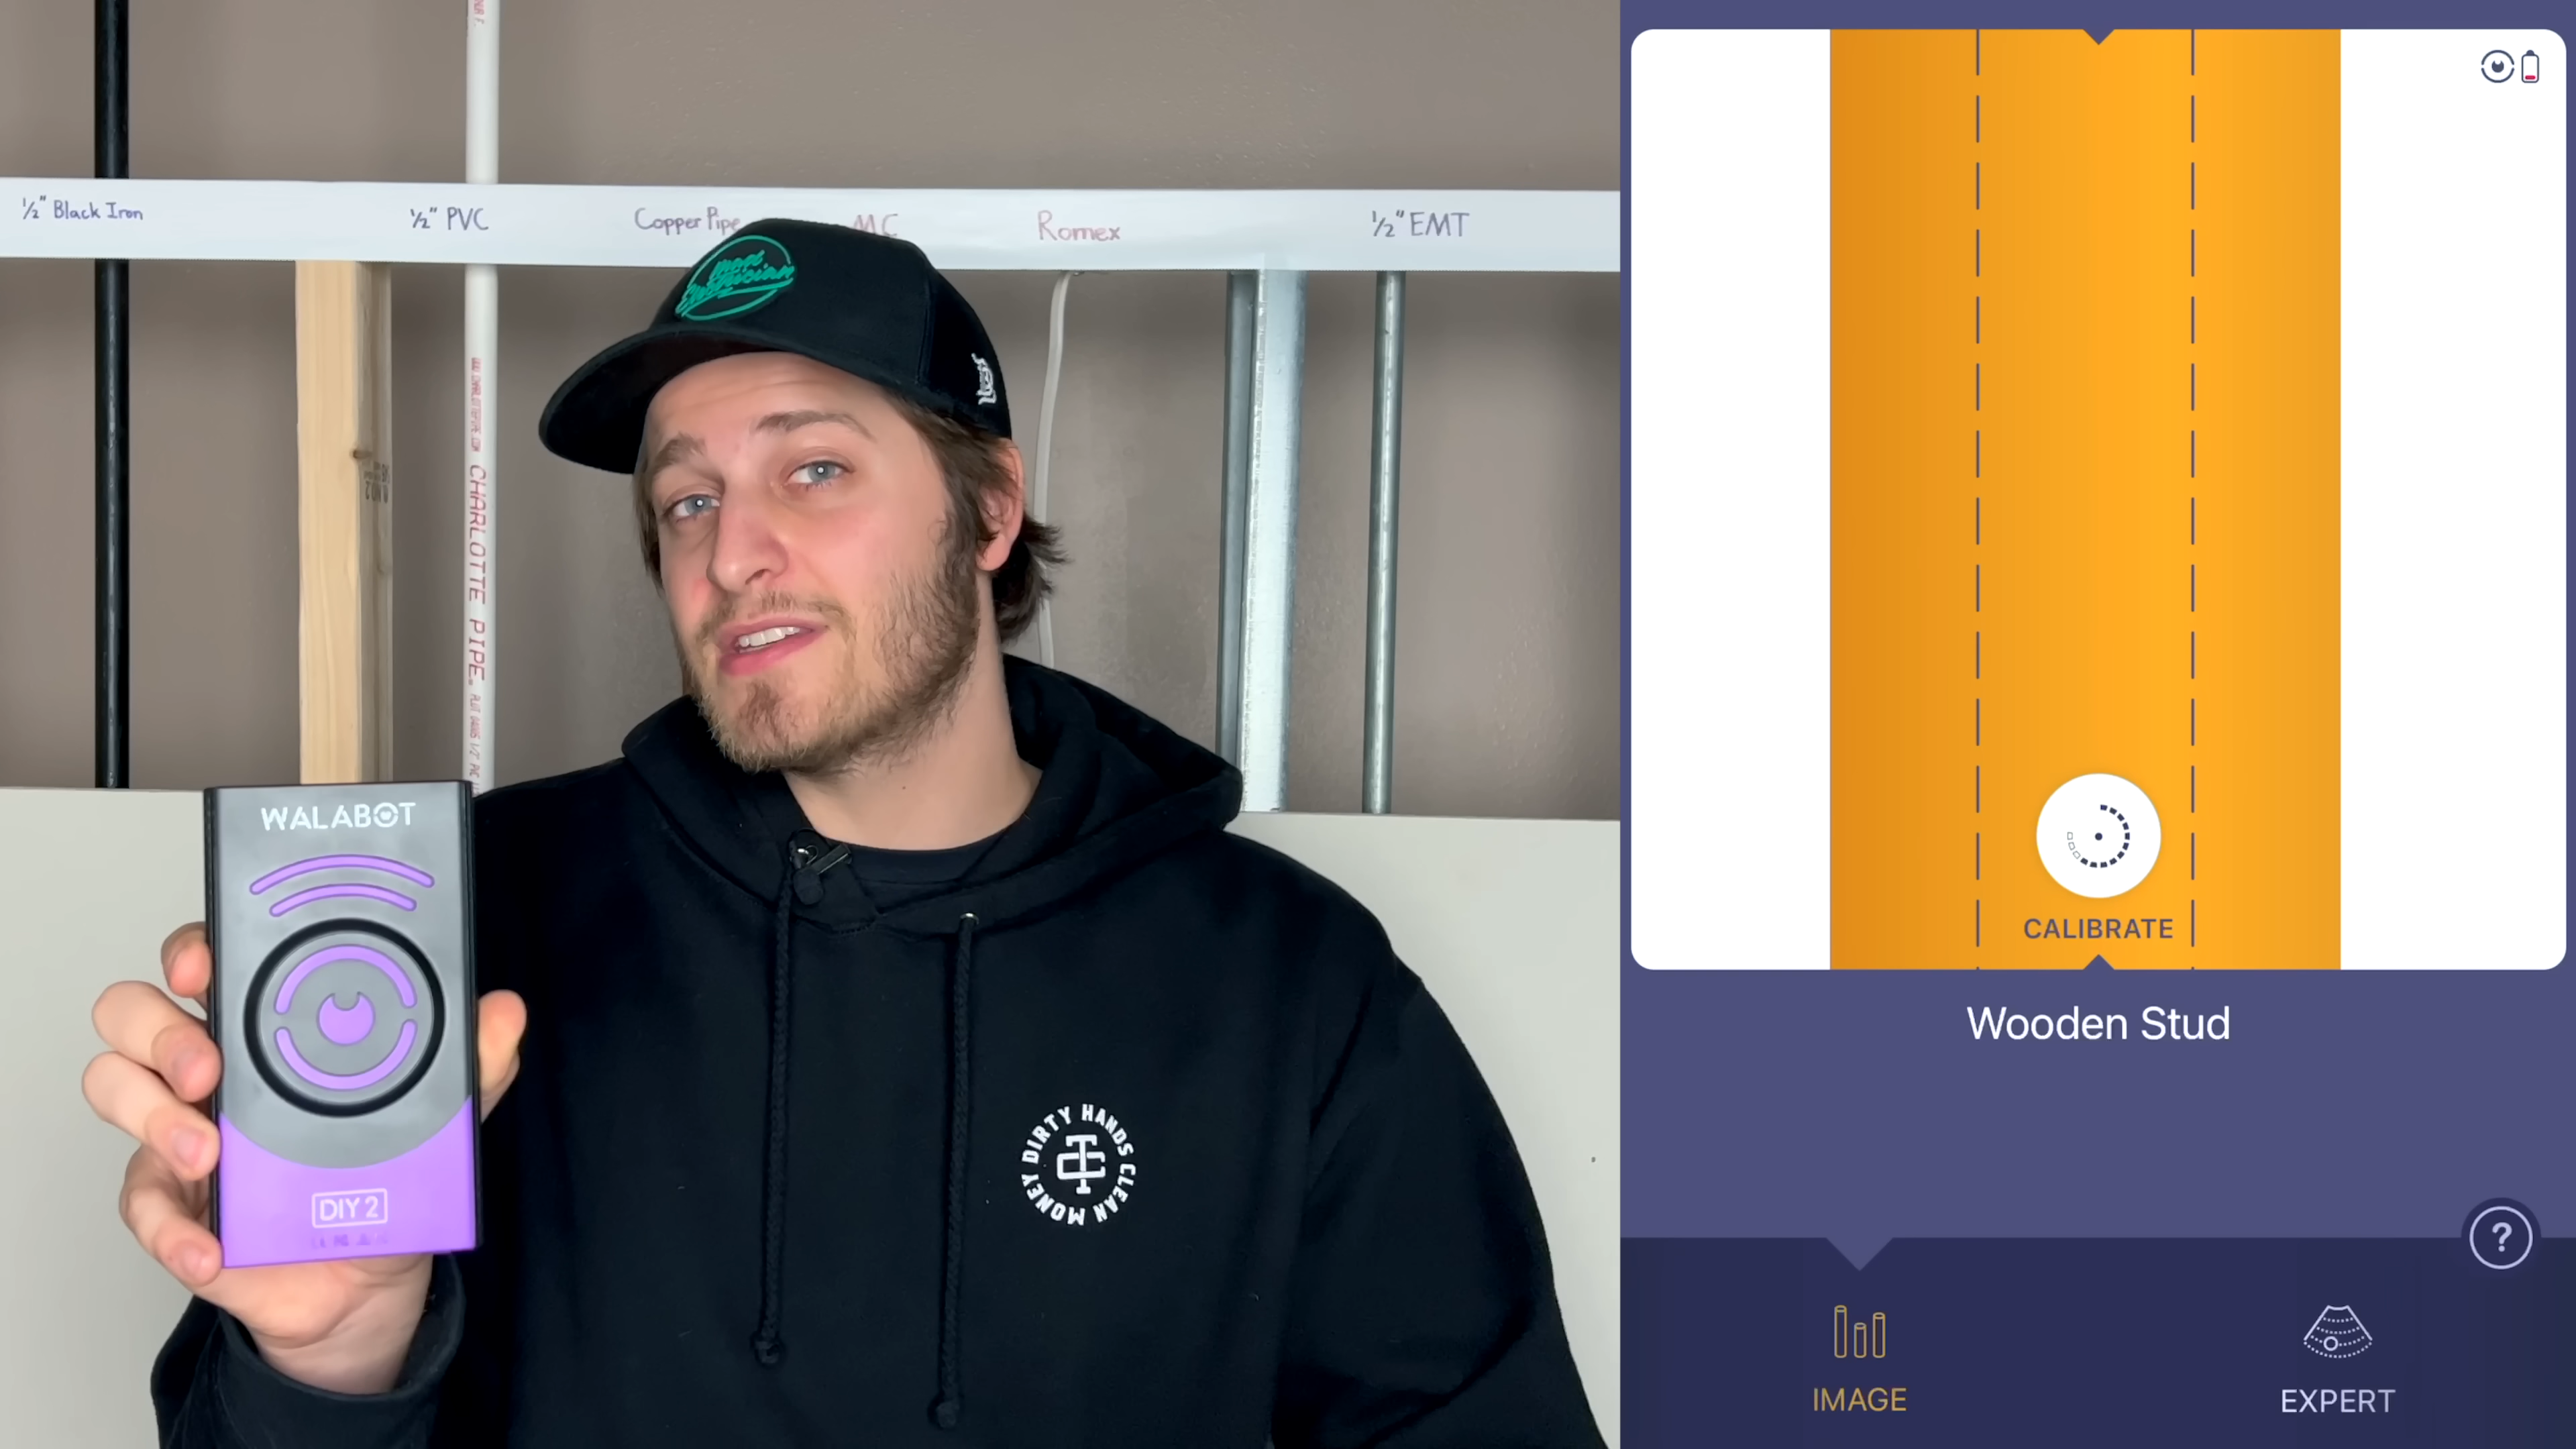 ½" Black Iron
½" PVC
Copper Pipe
MC
Romex
½" EMT
CHARLOTTE PIPE.
WALABOT
DIY 2
DIRTY HANDS CLEAN MONEY
CALIBRATE
Wooden Stud
?
IMAGE
EXPERT